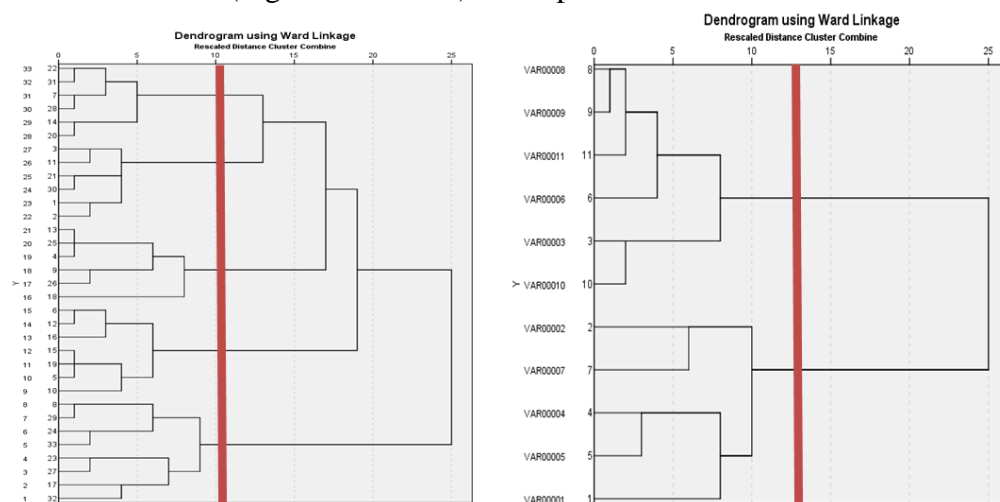 Dendrogram using Ward Linkage
Rescaled Distance Cluster Combine
0 5 10 15 20 25
33 22
32 31
31 7
30 28
29 14
28 20
27 3
26 11
25 21
24 30
23 1
22 2
21 13
20 25
19 4
18 9
Y 17 26
16 18
15 6
14 12
13 16
12 15
11 19
10 5
9 10
8 8
7 29
6 24
5 33
4 23
3 27
2 17
1 32
Dendrogram using Ward Linkage
Rescaled Distance Cluster Combine
0 5 10 15 20 25
VAR00008 8
VAR00009 9
VAR00011 11
VAR00006 6
VAR00003 3
Y VAR00010 10
VAR00002 2
VAR00007 7
VAR00004 4
VAR00005 5
VAR00001 1